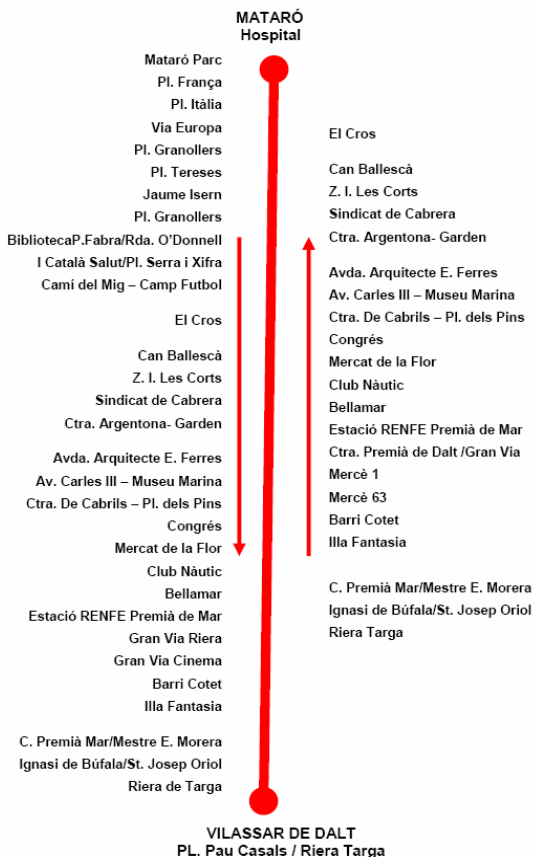 MATARÓ
Hospital
Mataró Parc
Pl. França
Pl. Itàlia
Via Europa
Pl. Granollers
Pl. Tereses
Jaume Isern
Pl. Granollers
BibliotecaP.Fabra/Rda. O'Donnell
I Català Salut/Pl. Serra i Xifra
Camí del Mig – Camp Futbol
El Cros
Can Ballescà
Z. I. Les Corts
Sindicat de Cabrera
Ctra. Argentona- Garden
Avda. Arquitecte E. Ferres
Av. Carles III – Museu Marina
Ctra. De Cabrils – Pl. dels Pins
Congrés
Mercat de la Flor
Club Nàutic
Bellamar
Estació RENFE Premià de Mar
Gran Via Riera
Gran Via Cinema
Barri Cotet
Illa Fantasia
C. Premià Mar/Mestre E. Morera
Ignasi de Búfala/St. Josep Oriol
Riera de Targa
El Cros
Can Ballescà
Z. I. Les Corts
Sindicat de Cabrera
Ctra. Argentona- Garden
Avda. Arquitecte E. Ferres
Av. Carles III – Museu Marina
Ctra. De Cabrils – Pl. dels Pins
Congrés
Mercat de la Flor
Club Nàutic
Bellamar
Estació RENFE Premià de Mar
Ctra. Premià de Dalt /Gran Via
Mercè 1
Mercè 63
Barri Cotet
Illa Fantasia
C. Premià Mar/Mestre E. Morera
Ignasi de Búfala/St. Josep Oriol
Riera Targa
VILASSAR DE DALT
PL. Pau Casals / Riera Targa